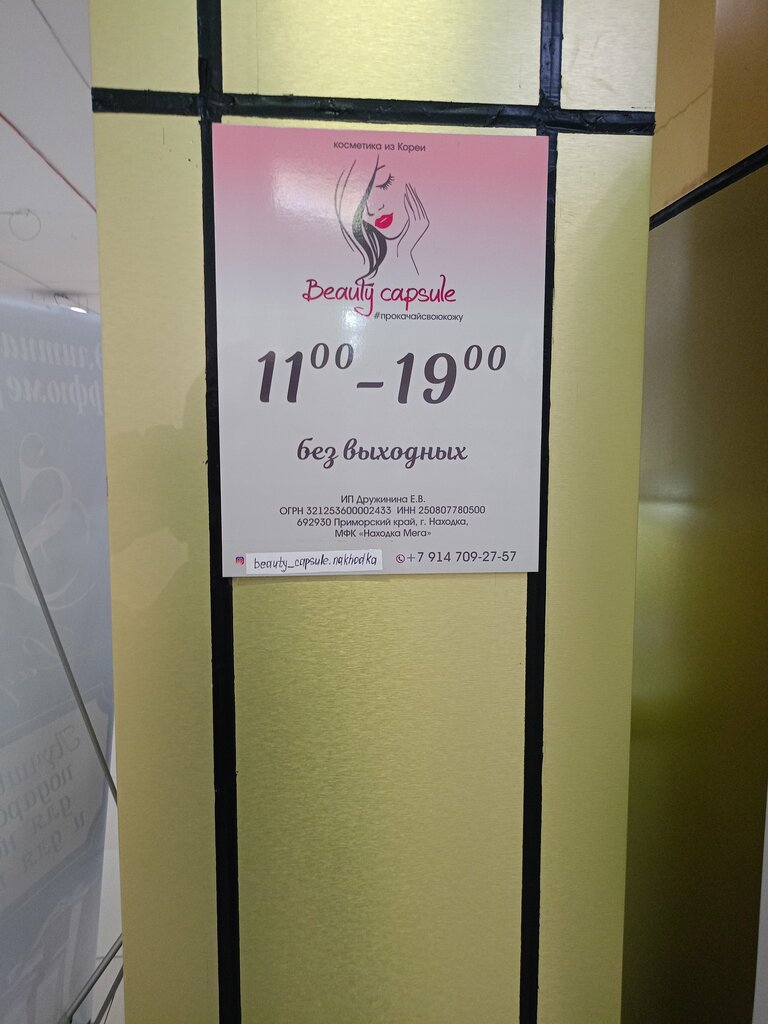 косметика из Кореи
Beauty capsule
#прокачайсвоюкожу
11⁰⁰-19⁰⁰
без выходных
ИП Дружинина Е.В.
ОГРН 321253600002433 ИНН 250807780500
692930 Приморский край, г. Находка,
МФК «Находка Мега»
beauty_capsule.nakhodka
+7 914 709-27-57